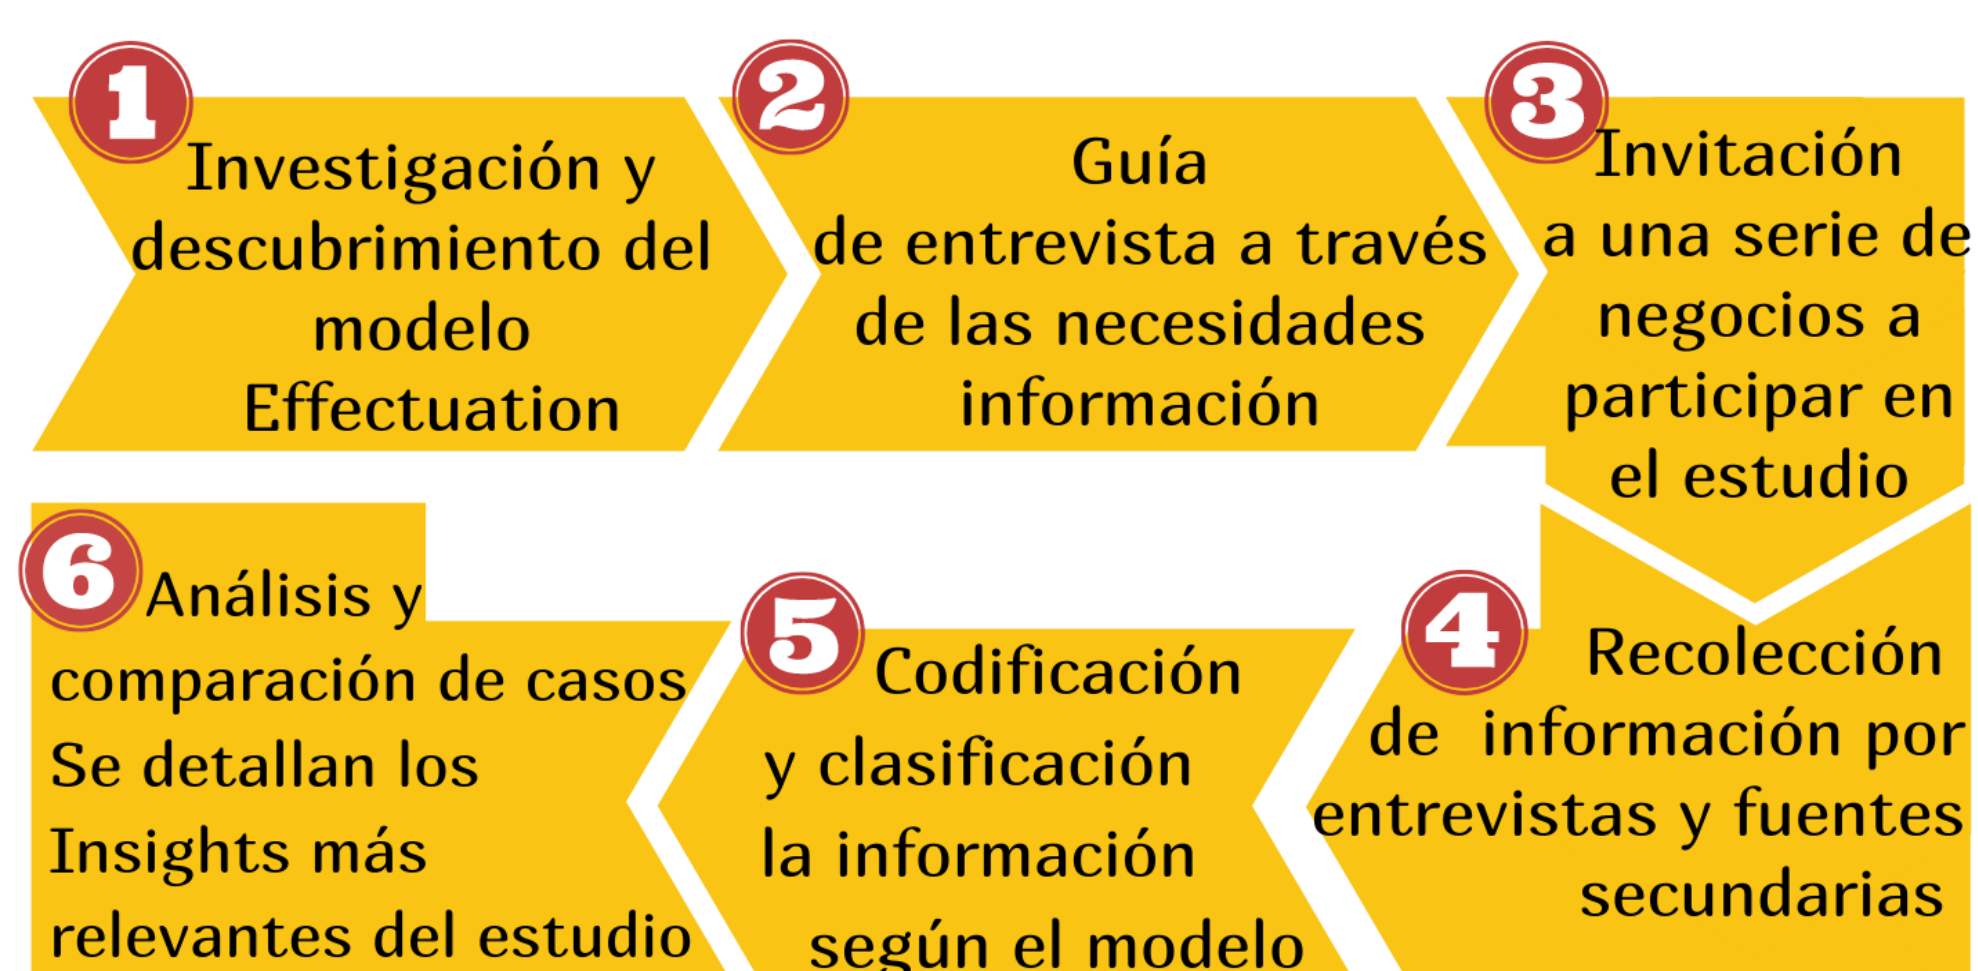 1
Investigación y
descubrimiento del
modelo
Effectuation
2
Guía
de entrevista a través
de las necesidades
información
3
Invitación
a una serie de
negocios a
participar en
el estudio
4
Recolección
de información por
entrevistas y fuentes
secundarias
5
Codificación
y clasificación
la información
según el modelo
6
Análisis y
comparación de casos
Se detallan los
Insights más
relevantes del estudio